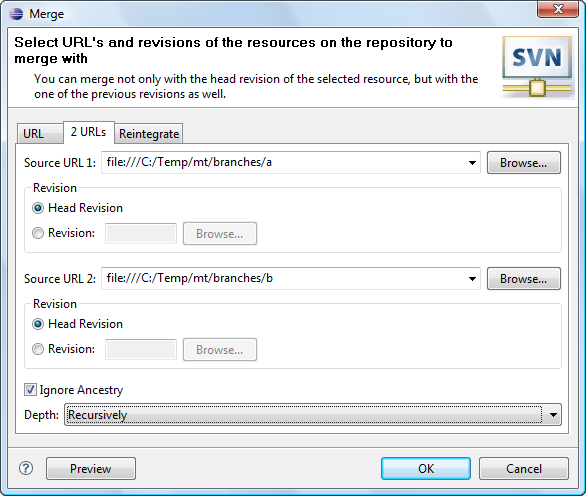 Merge
Select URL's and revisions of the resources on the repository to
merge with
You can merge not only with the head revision of the selected resource, but with the
one of the previous revisions as well.
SVN
URL 2 URLs Reintegrate
Source URL 1: file:///C:/Temp/mt/branches/a Browse...
Revision
Head Revision
Revision: Browse...
Source URL 2: file:///C:/Temp/mt/branches/b Browse...
Revision
Head Revision
Revision: Browse...
Ignore Ancestry
Depth: Recursively
? Preview OK Cancel